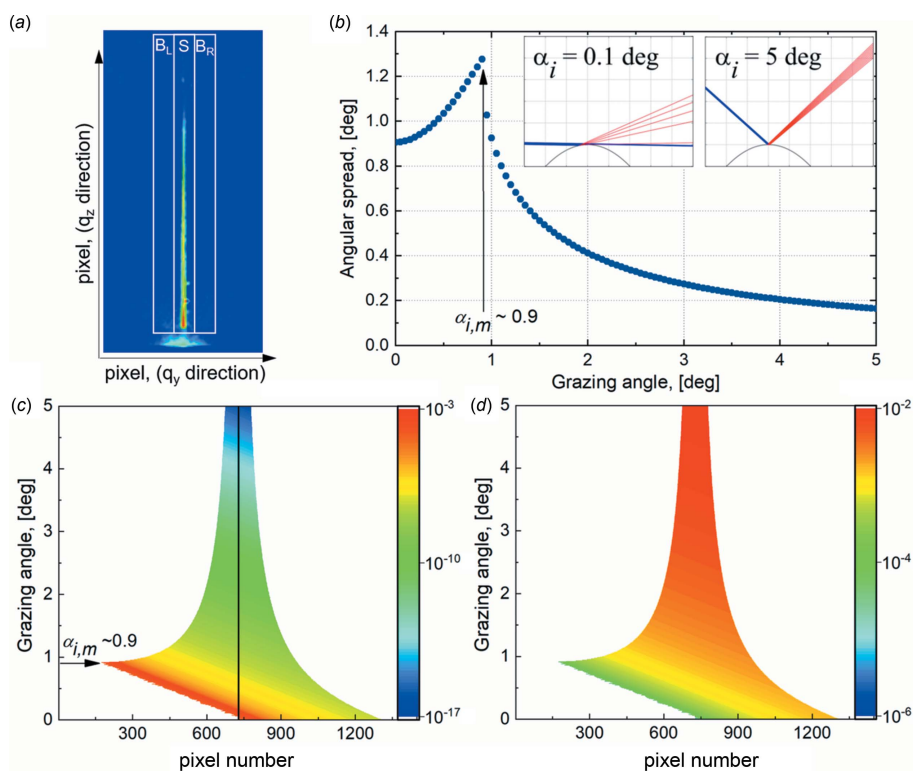 (a)
B_L S B_R
pixel, (q_z direction)
pixel, (q_y direction)
(b)
Angular spread, [deg]
1.4
1.2
1.0
0.8
0.6
0.4
0.2
0.0
α_i = 0.1 deg
α_i = 5 deg
α_{i,m} ~ 0.9
0 1 2 3 4 5
Grazing angle, [deg]
(c)
Grazing angle, [deg]
5
4
3
2
1
0
α_{i,m} ~0.9
300 600 900 1200
pixel number
10^-3
10^-10
10^-17
(d)
Grazing angle, [deg]
5
4
3
2
1
0
300 600 900 1200
pixel number
10^-2
10^-4
10^-6